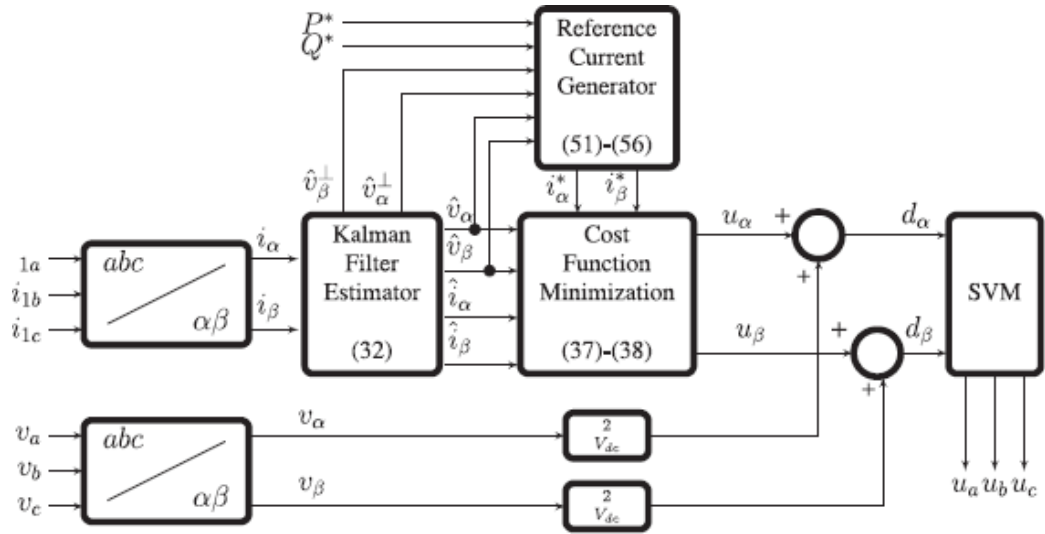 P*
Q*
Reference
Current
Generator
(51)-(56)
v̂β⊥
v̂α⊥
iα*
iβ*
abc
αβ
1a
i1b
i1c
iα
iβ
Kalman
Filter
Estimator
(32)
v̂α
v̂β
îα
îβ
Cost
Function
Minimization
(37)-(38)
uα
uβ
+
+
+
+
dα
dβ
SVM
ua
ub
uc
va
vb
vc
abc
αβ
vα
vβ
2
Vdc
2
Vdc